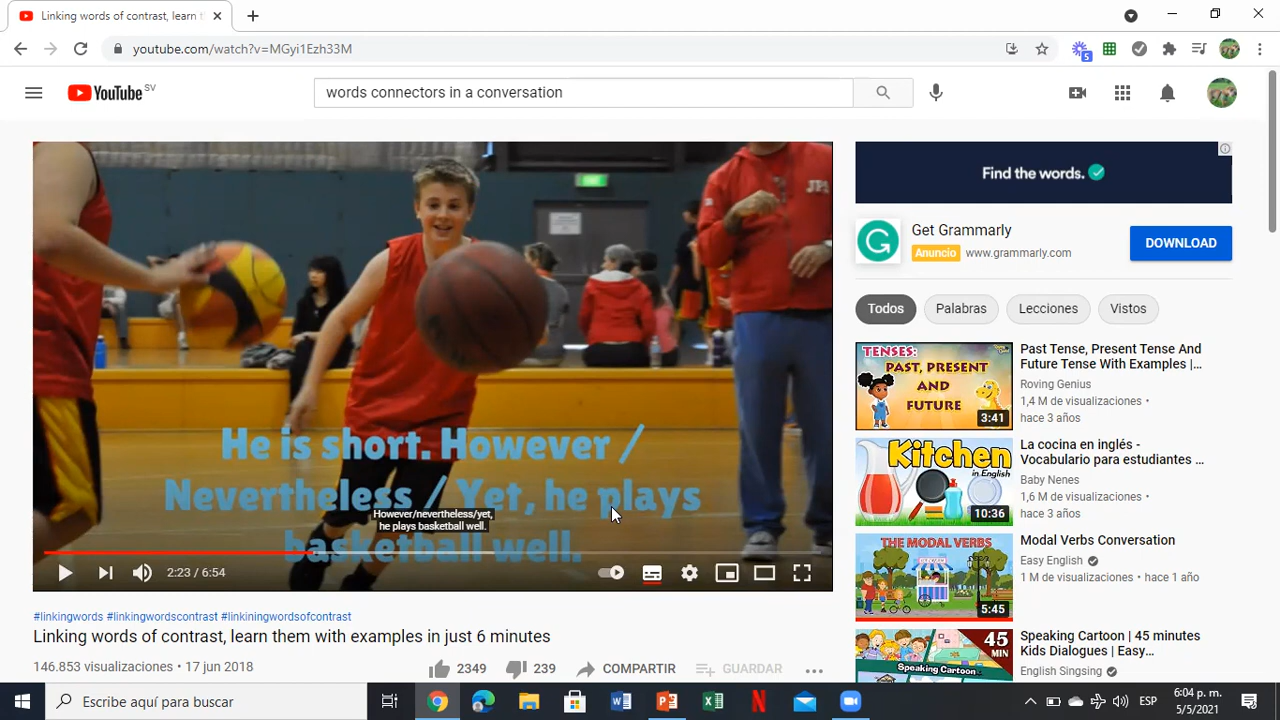 Linking words of contrast, learn t
youtube.com/watch?v=MGyi1Ezh33M
5
YouTube SV
words connectors in a conversation
He is short. However /
Nevertheless / Yet, he plays
basketball well.
However/nevertheless/yet,
he plays basketball well.
2:23 / 6:54
#linkingwords #linkingwordscontrast #linkiningwordsofcontrast
Linking words of contrast, learn them with examples in just 6 minutes
146.853 visualizaciones • 17 jun 2018
2349
239
COMPARTIR
GUARDAR
Find the words.
Get Grammarly
Anuncio www.grammarly.com
DOWNLOAD
Todos
Palabras
Lecciones
Vistos
TENSES:
PAST, PRESENT
AND
FUTURE
3:41
Past Tense, Present Tense And
Future Tense With Examples |...
Roving Genius
1,4 M de visualizaciones •
hace 3 años
Kitchen
in English
10:36
La cocina en inglés -
Vocabulario para estudiantes ...
Baby Nenes
1,6 M de visualizaciones •
hace 3 años
THE MODAL VERBS
5:45
Modal Verbs Conversation
Easy English
1 M de visualizaciones • hace 1 año
45
MIN
Speaking Cartoon
Speaking Cartoon | 45 minutes
Kids Dialogues | Easy...
English Singsing
Escribe aquí para buscar
ESP
6:04 p. m.
5/5/2021